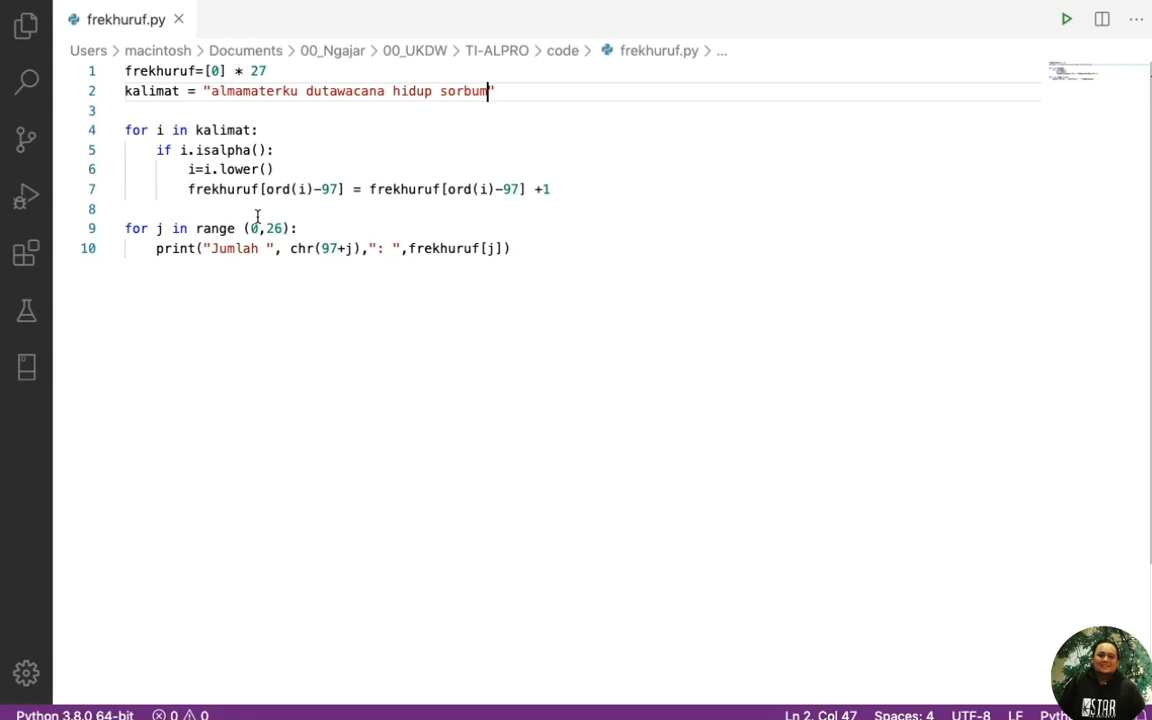 frekhuruf.py
Users > macintosh > Documents > 00_Ngajar > 00_UKDW > TI-ALPRO > code > frekhuruf.py > ...
1 frekhuruf=[0] * 27
2 kalimat = "almamaterku dutawacana hidup sorbum"
3
4 for i in kalimat:
5 if i.isalpha():
6 i=i.lower()
7 frekhuruf[ord(i)-97] = frekhuruf[ord(i)-97] +1
8
9 for j in range (0,26):
10 print("Jumlah ", chr(97+j),": ",frekhuruf[j])
STAR
Python 3.8.0 64-bit 0 0 Ln 2, Col 47 Spaces: 4 UTF-8 LF